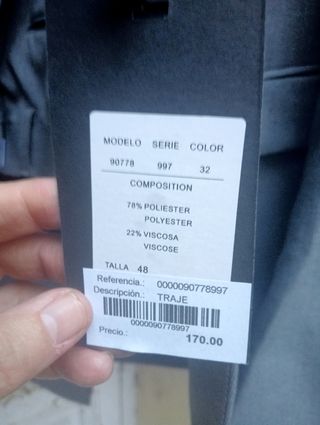 MODELO SERIE COLOR
90778 997 32
COMPOSITION
78% POLIESTER
POLYESTER
22% VISCOSA
VISCOSE
TALLA 48
Referencia.: 0000090778997
Descripción.: TRAJE
0000090778997
Precio.: 170.00